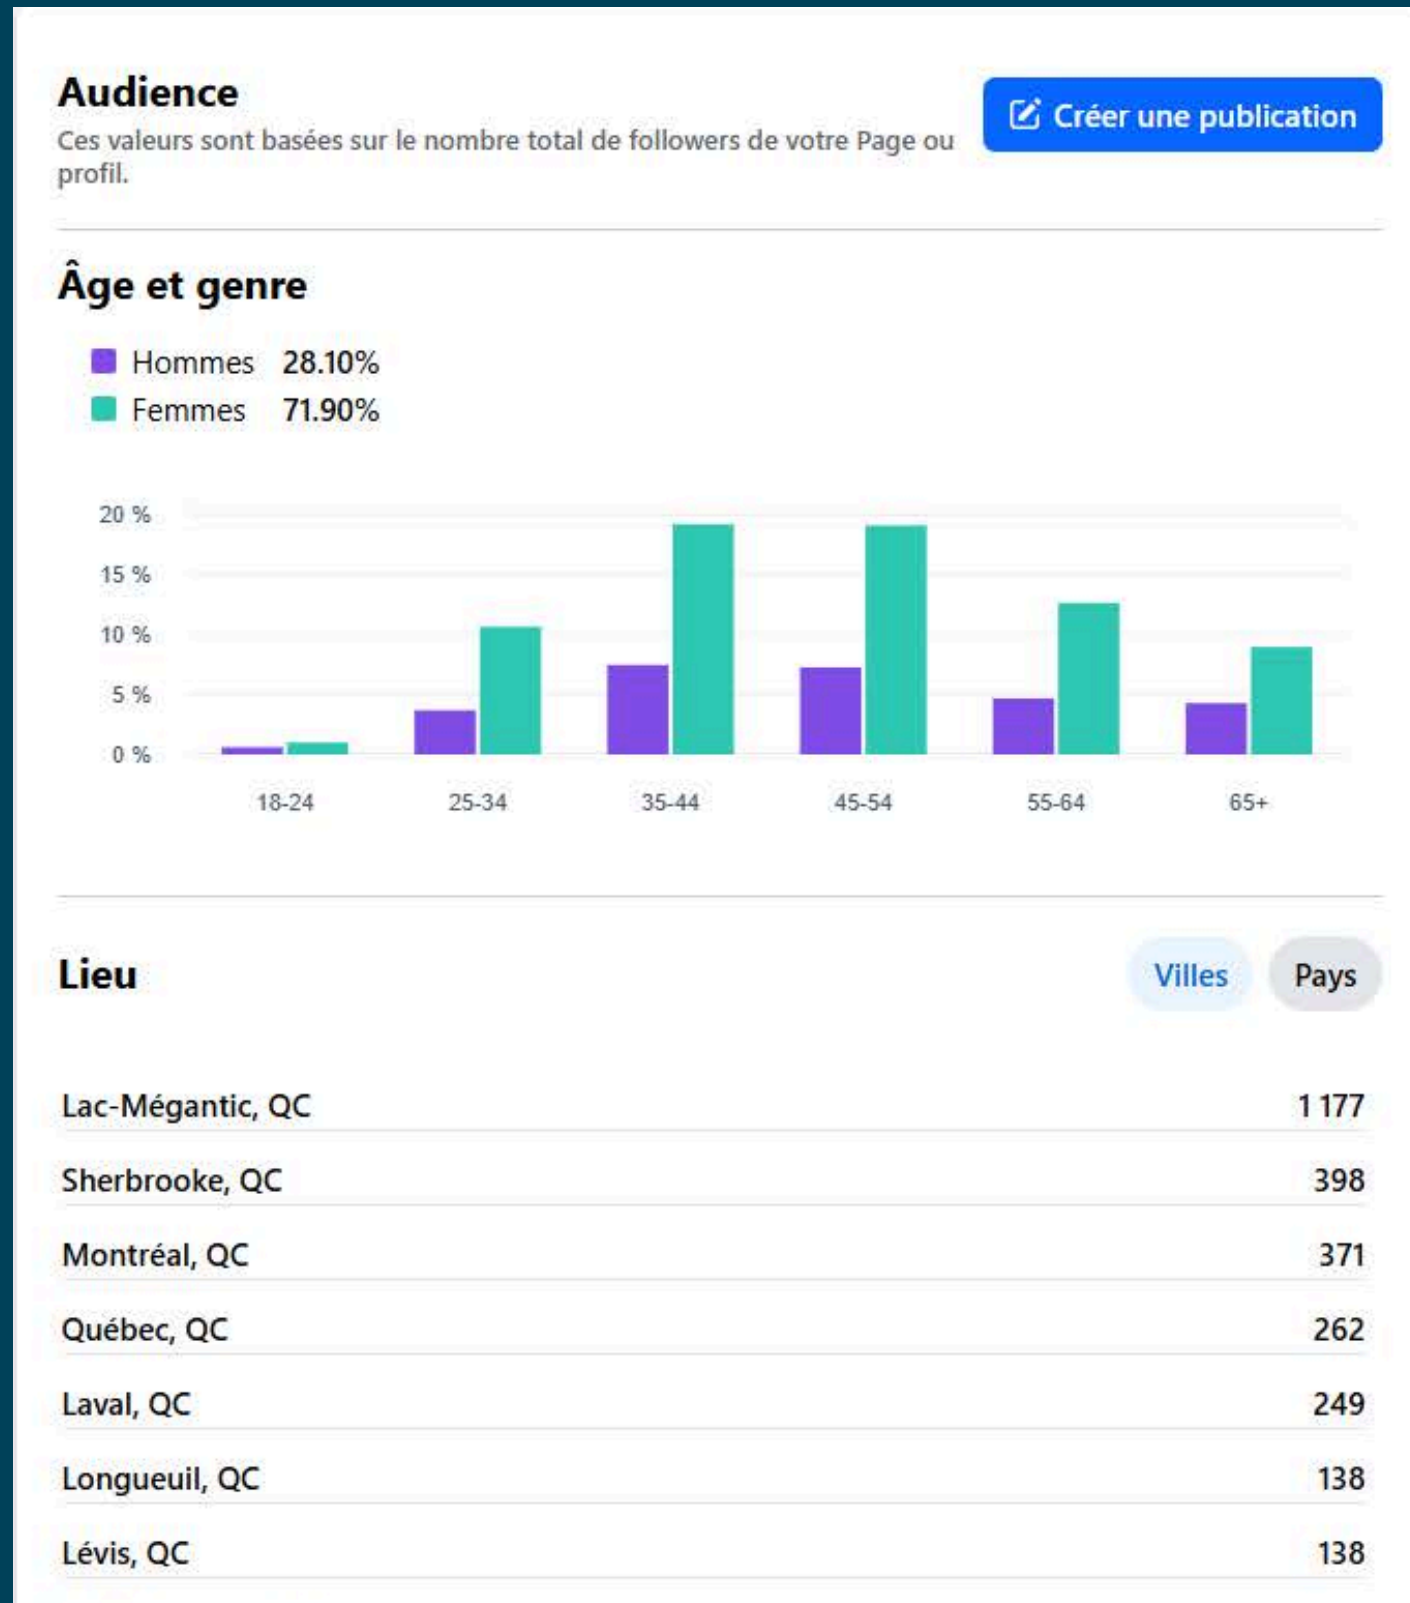 Audience
Créer une publication
Ces valeurs sont basées sur le nombre total de followers de votre Page ou
profil.
Âge et genre
Hommes 28.10%
Femmes 71.90%
20 %
15 %
10 %
5 %
0 %
18-24 25-34 35-44 45-54 55-64 65+
Lieu
Villes Pays
Lac-Mégantic, QC 1 177
Sherbrooke, QC 398
Montréal, QC 371
Québec, QC 262
Laval, QC 249
Longueuil, QC 138
Lévis, QC 138